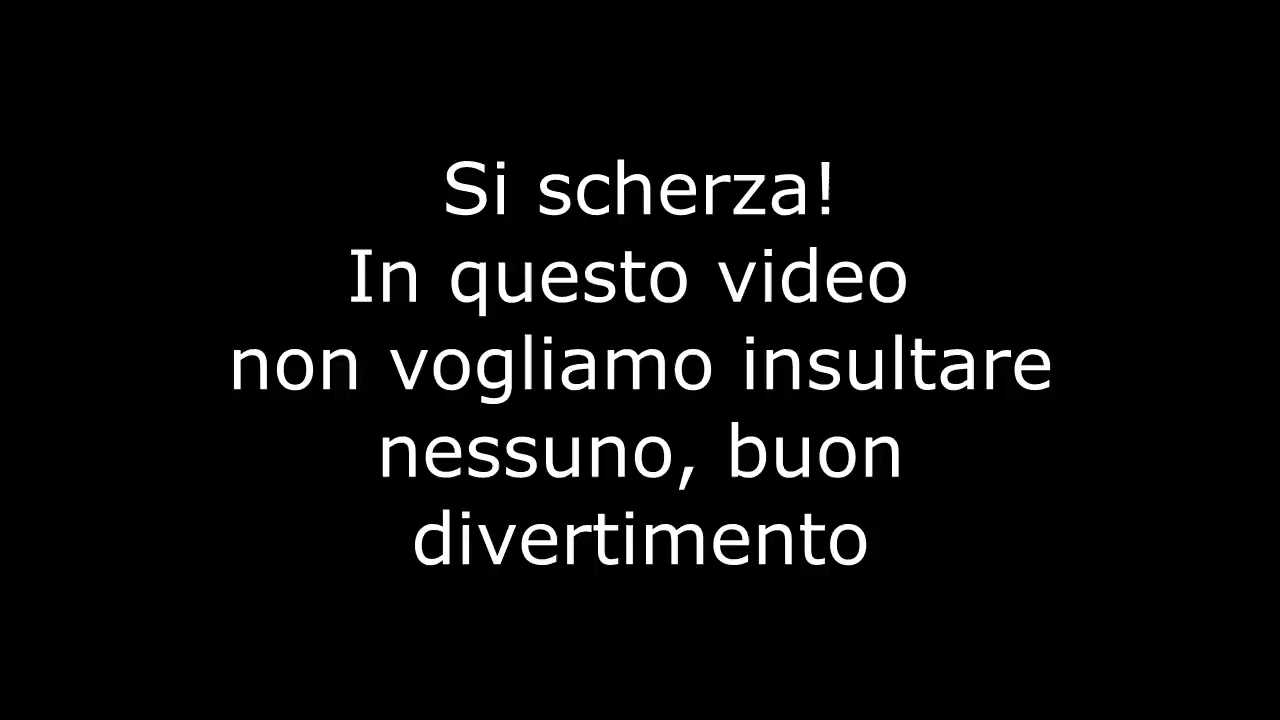 Si scherza!
In questo video
non vogliamo insultare
nessuno, buon
divertimento